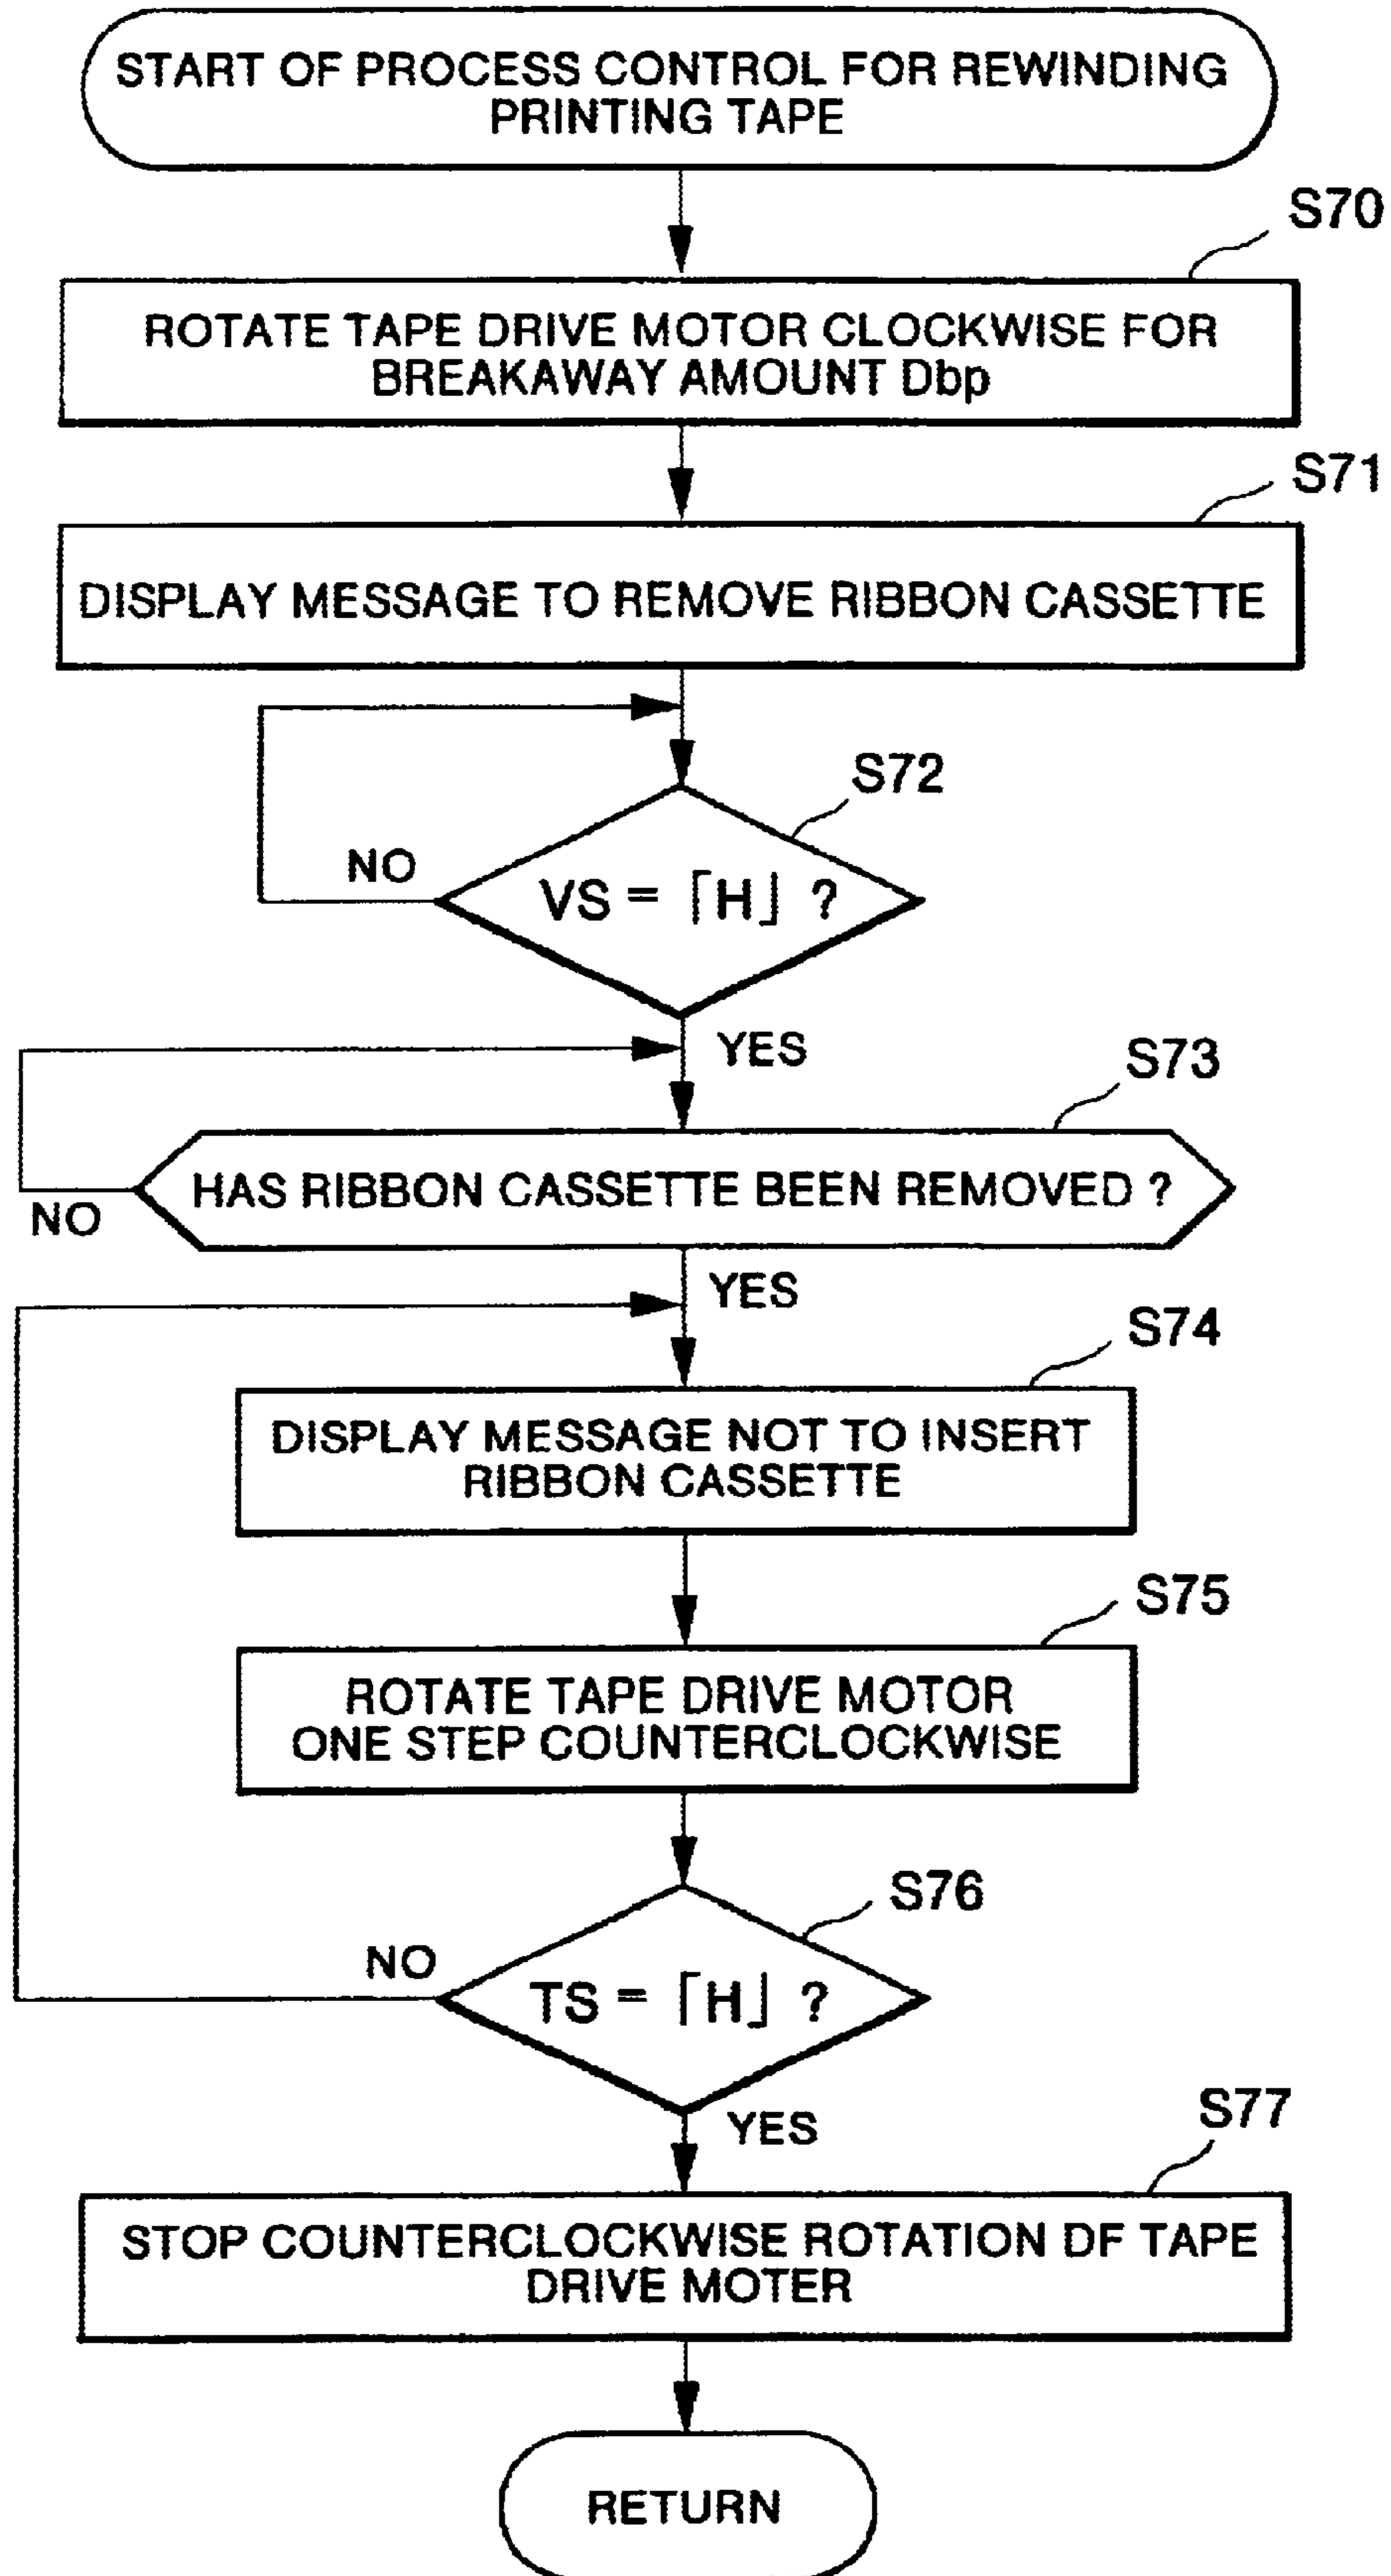 START OF PROCESS CONTROL FOR REWINDING
PRINTING TAPE
S70
ROTATE TAPE DRIVE MOTOR CLOCKWISE FOR
BREAKAWAY AMOUNT Dbp
S71
DISPLAY MESSAGE TO REMOVE RIBBON CASSETTE
S72
NO
VS = ⌈H⌋ ?
YES
S73
HAS RIBBON CASSETTE BEEN REMOVED ?
NO
YES
S74
DISPLAY MESSAGE NOT TO INSERT
RIBBON CASSETTE
S75
ROTATE TAPE DRIVE MOTOR
ONE STEP COUNTERCLOCKWISE
S76
NO
TS = ⌈H⌋ ?
YES
S77
STOP COUNTERCLOCKWISE ROTATION DF TAPE
DRIVE MOTER
RETURN